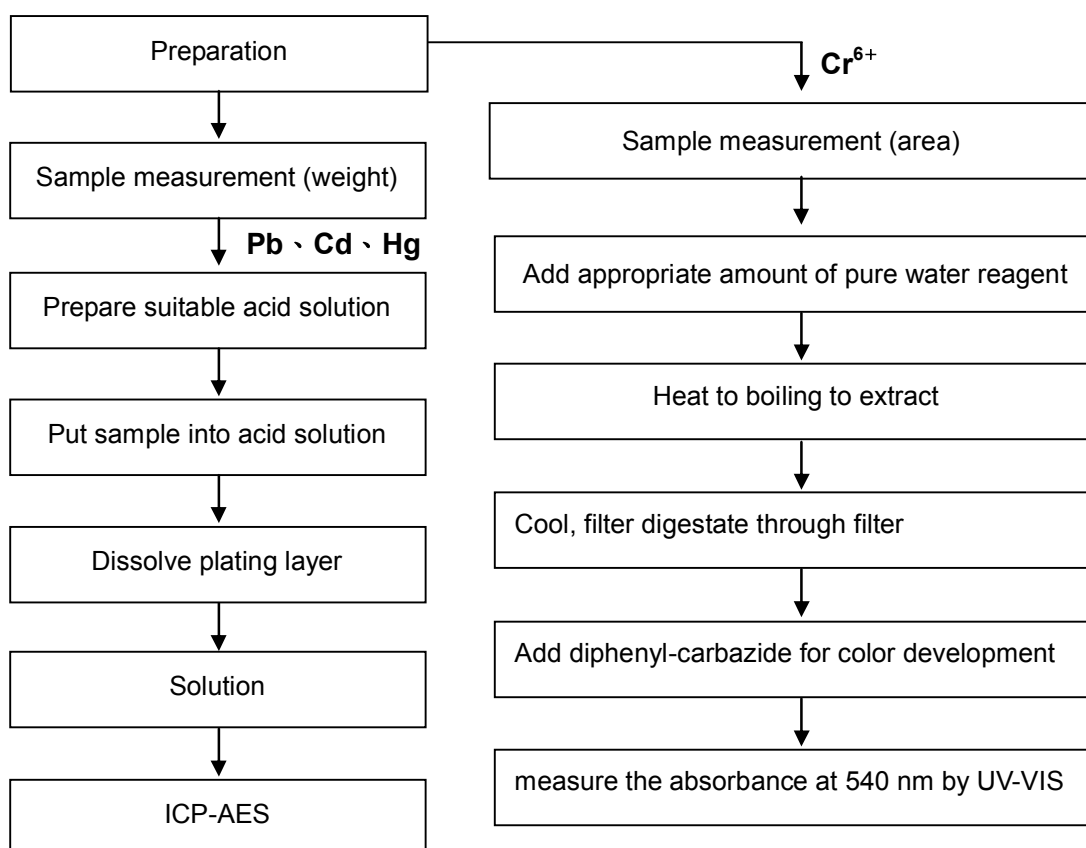 Preparation
Sample measurement (weight)
Pb、Cd、Hg
Prepare suitable acid solution
Put sample into acid solution
Dissolve plating layer
Solution
ICP-AES
Cr⁶⁺
Sample measurement (area)
Add appropriate amount of pure water reagent
Heat to boiling to extract
Cool, filter digestate through filter
Add diphenyl-carbazide for color development
measure the absorbance at 540 nm by UV-VIS